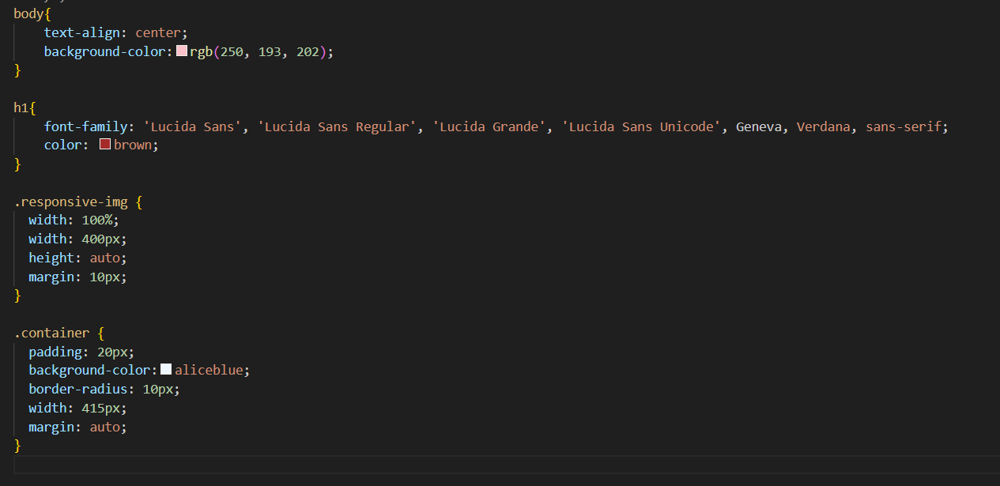 body{
    text-align: center;
    background-color: rgb(250, 193, 202);
}
h1{
    font-family: 'Lucida Sans', 'Lucida Sans Regular', 'Lucida Grande', 'Lucida Sans Unicode', Geneva, Verdana, sans-serif;
    color: brown;
}
.responsive-img {
  width: 100%;
  width: 400px;
  height: auto;
  margin: 10px;
}
.container {
  padding: 20px;
  background-color: aliceblue;
  border-radius: 10px;
  width: 415px;
  margin: auto;
}